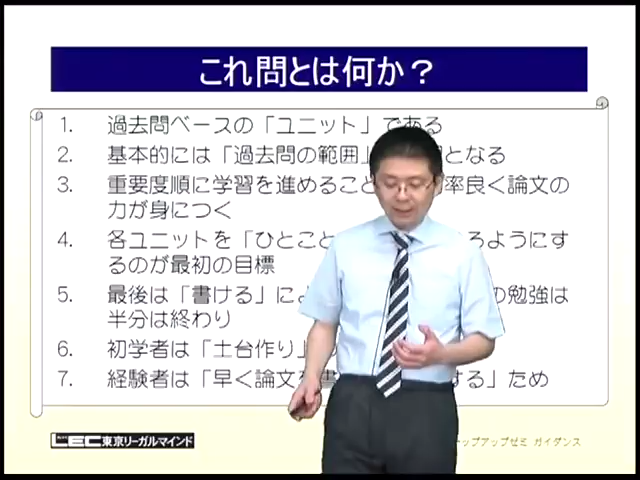 これ問とは何か？
1. 過去問ベースの「ユニット」である
2. 基本的には「過去問の範囲」となる
3. 重要度順に学習を進めること率良く論文の
力が身につく
4. 各ユニットを「ひとことるようにす
るのが最初の目標
5. 最後は「書ける」にの勉強は
半分は終わり
6. 初学者は「土台作り」
7. 経験者は「早く論文をする」ため
LEC東京リーガルマインド
ップアップゼミ ガイダンス